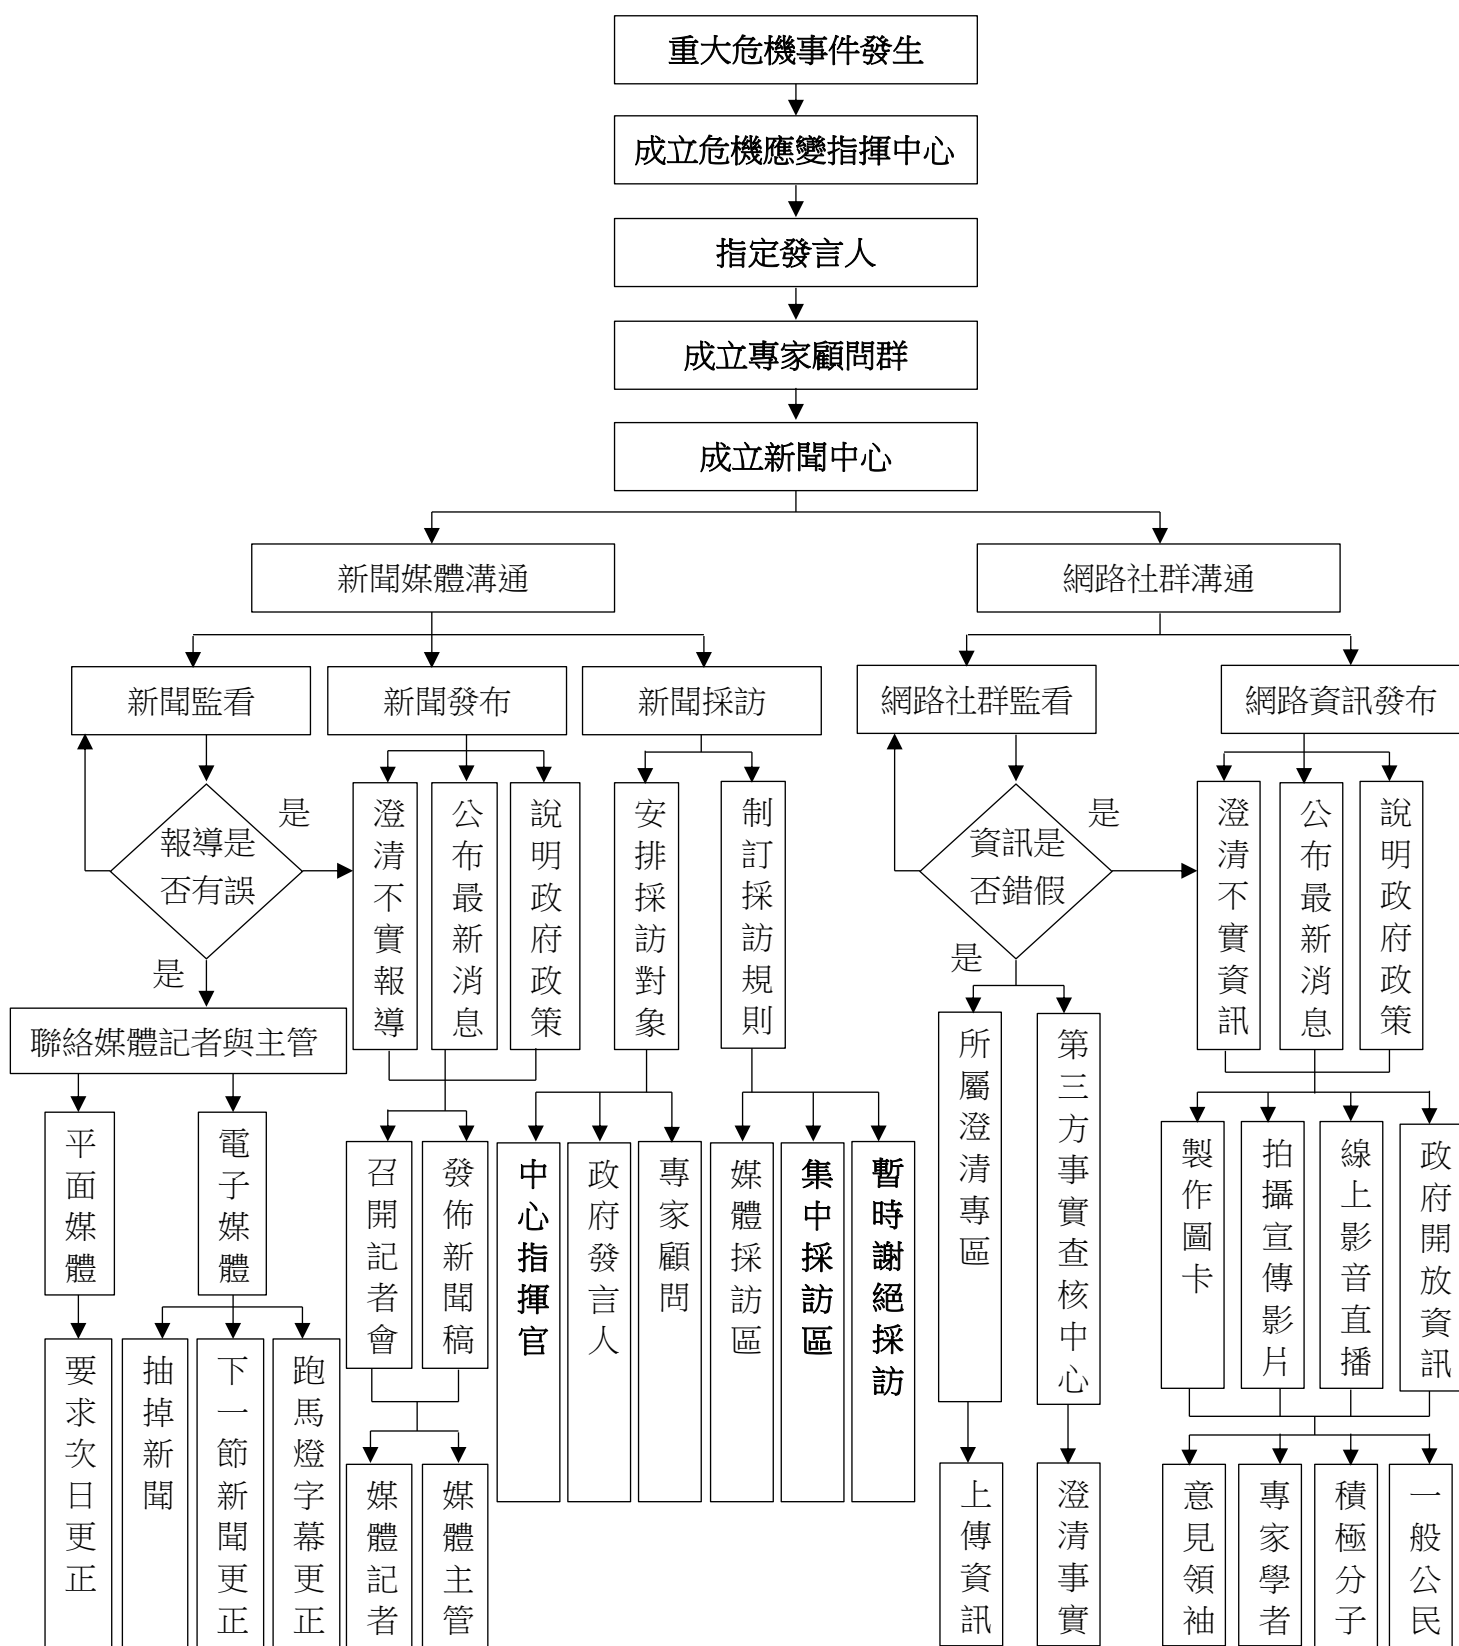 重大危機事件發生
成立危機應變指揮中心
指定發言人
成立專家顧問群
成立新聞中心
新聞媒體溝通
網路社群溝通
新聞監看
新聞發布
新聞採訪
網路社群監看
網路資訊發布
報導是
否有誤
是
是
澄清不實報導
公布最新消息
說明政府政策
安排採訪對象
制訂採訪規則
資訊是
否錯假
是
是
澄清不實資訊
公布最新消息
說明政府政策
聯絡媒體記者與主管
平面媒體
電子媒體
召開記者會
發佈新聞稿
中心指揮官
政府發言人
專家顧問
媒體採訪區
集中採訪區
暫時謝絕採訪
所屬澄清專區
第三方事實查核中心
製作圖卡
拍攝宣傳影片
線上影音直播
政府開放資訊
要求次日更正
抽掉新聞
下一節新聞更正
跑馬燈字幕更正
媒體記者
媒體主管
上傳資訊
澄清事實
意見領袖
專家學者
積極分子
一般公民